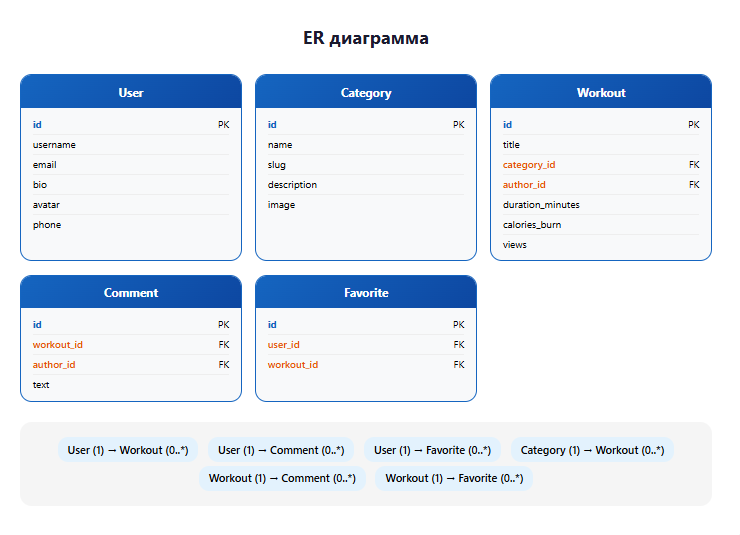 ER диаграмма
User
id PK
username
email
bio
avatar
phone
Category
id PK
name
slug
description
image
Workout
id PK
title
category_id FK
author_id FK
duration_minutes
calories_burn
views
Comment
id PK
workout_id FK
author_id FK
text
Favorite
id PK
user_id FK
workout_id FK
User (1) → Workout (0..*)
User (1) → Comment (0..*)
User (1) → Favorite (0..*)
Category (1) → Workout (0..*)
Workout (1) → Comment (0..*)
Workout (1) → Favorite (0..*)